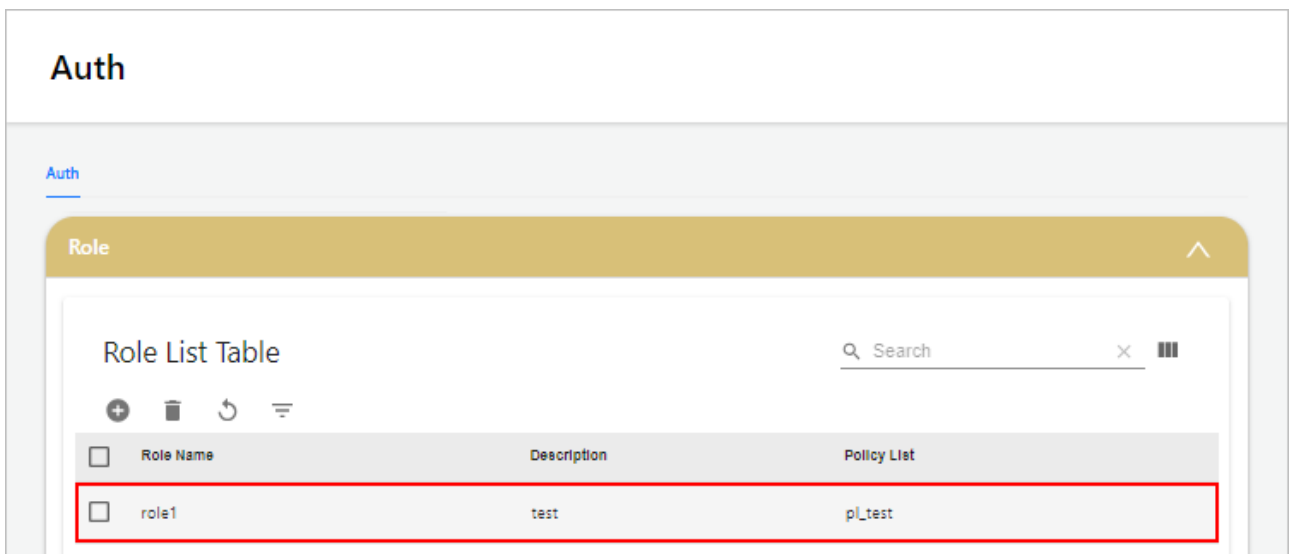 Auth
Auth
Role
Role List Table
Search
Role Name Description Policy List
role1 test pl_test